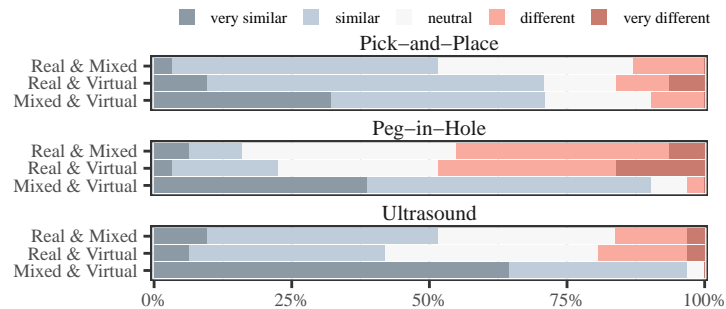 very similar similar neutral different very different
Pick−and−Place
Real & Mixed
Real & Virtual
Mixed & Virtual
Peg−in−Hole
Real & Mixed
Real & Virtual
Mixed & Virtual
Ultrasound
Real & Mixed
Real & Virtual
Mixed & Virtual
0% 25% 50% 75% 100%